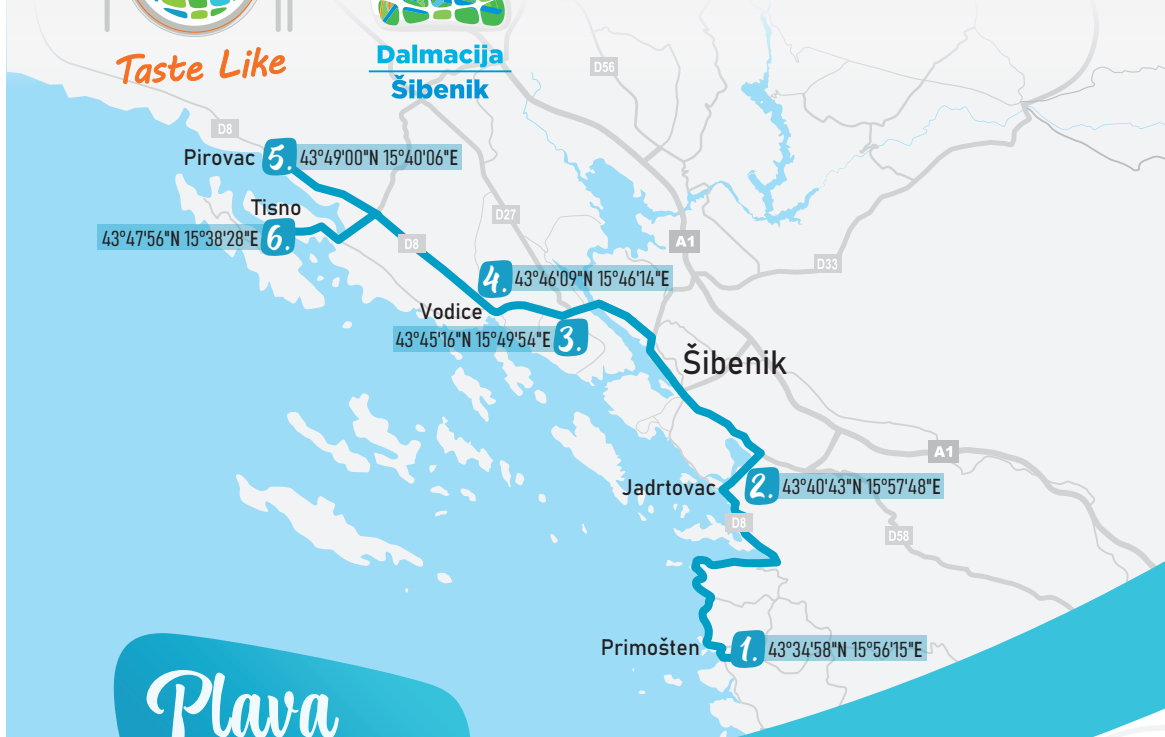 Taste Like
Dalmacija
Šibenik
D56
D8
Pirovac 5. 43°49'00"N 15°40'06"E
Tisno
43°47'56"N 15°38'28"E 6.
D27
D8
A1
D33
4. 43°46'09"N 15°46'14"E
Vodice
43°45'16"N 15°49'54"E 3.
Šibenik
A1
Jadrtovac 2. 43°40'43"N 15°57'48"E
D8
D58
Primošten 1. 43°34'58"N 15°56'15"E
Plava